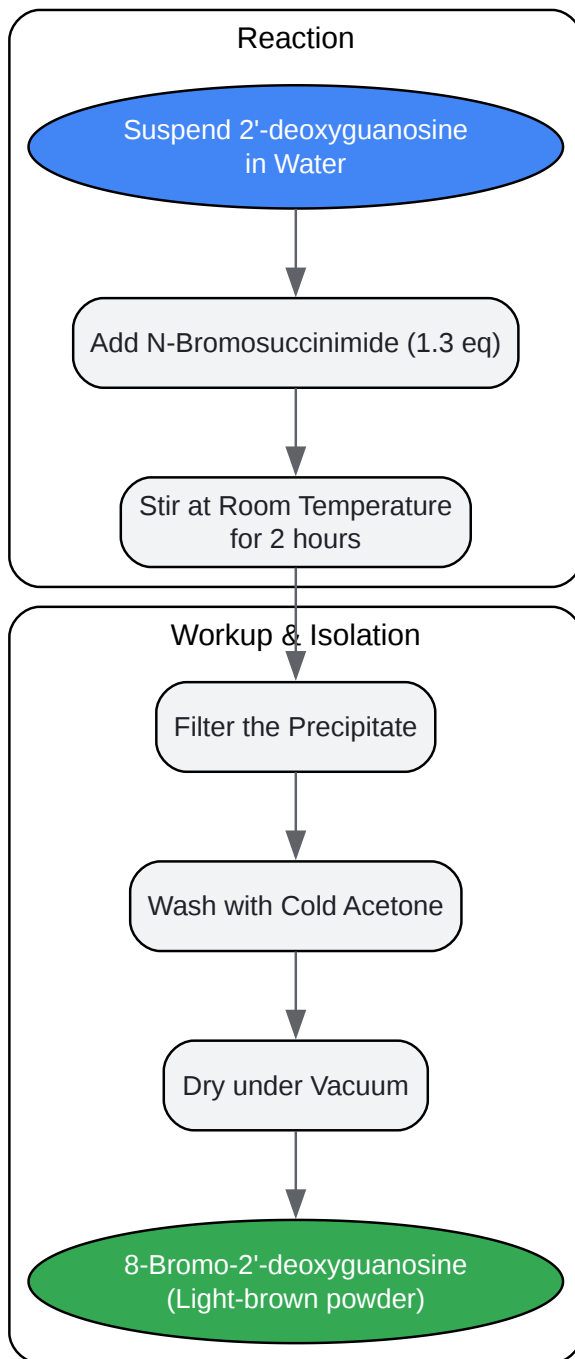 Reaction
Suspend 2'-deoxyguanosine
in Water
Add N-Bromosuccinimide (1.3 eq)
Stir at Room Temperature
for 2 hours
Workup & Isolation
Filter the Precipitate
Wash with Cold Acetone
Dry under Vacuum
8-Bromo-2'-deoxyguanosine
(Light-brown powder)